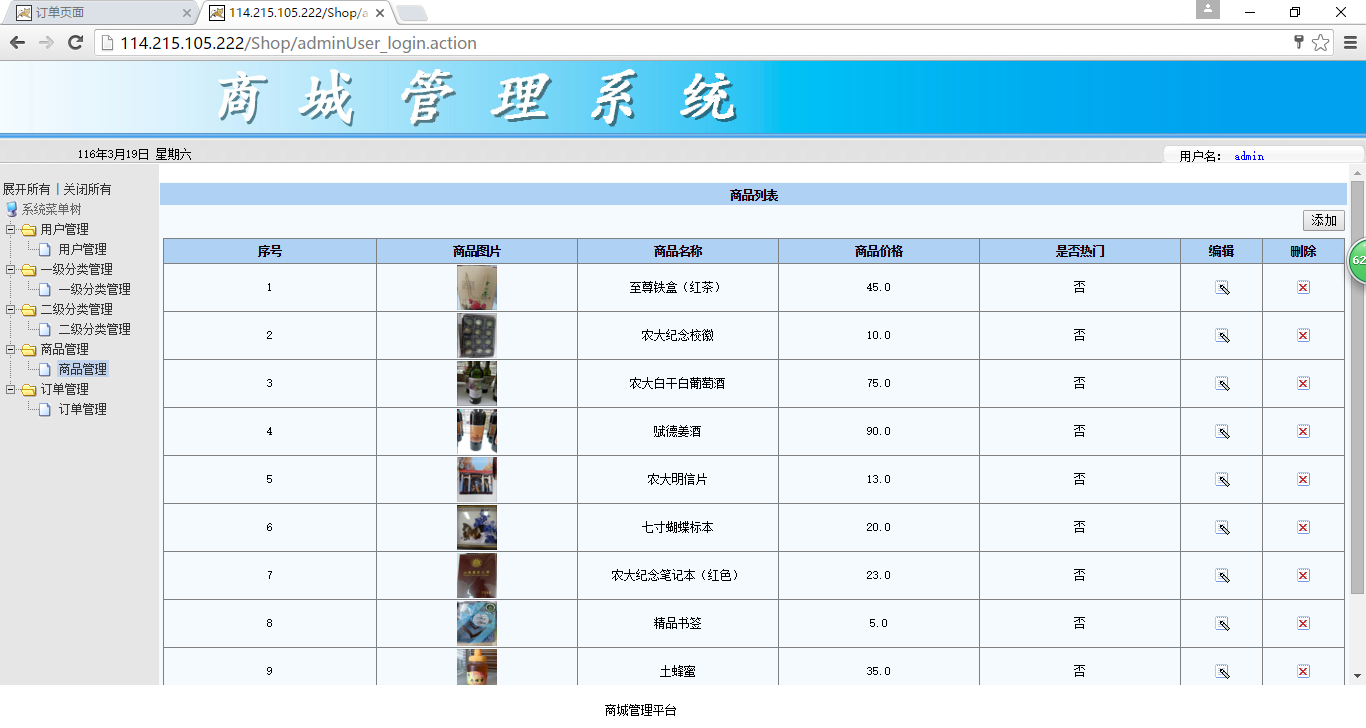 订单页面
114.215.105.222/Shop/a
114.215.105.222/Shop/adminUser_login.action
商城管理系统
116年3月19日 星期六
用户名： admin
展开所有 | 关闭所有
系统菜单树
用户管理
用户管理
一级分类管理
一级分类管理
二级分类管理
二级分类管理
商品管理
商品管理
订单管理
订单管理
商品列表
添加
序号 商品图片 商品名称 商品价格 是否热门 编辑 删除
1 至尊铁盒（红茶） 45.0 否
2 农大纪念校徽 10.0 否
3 农大白干白葡萄酒 75.0 否
4 赋德姜酒 90.0 否
5 农大明信片 13.0 否
6 七寸蝴蝶标本 20.0 否
7 农大纪念笔记本（红色） 23.0 否
8 精品书签 5.0 否
9 土蜂蜜 35.0 否
62
商城管理平台